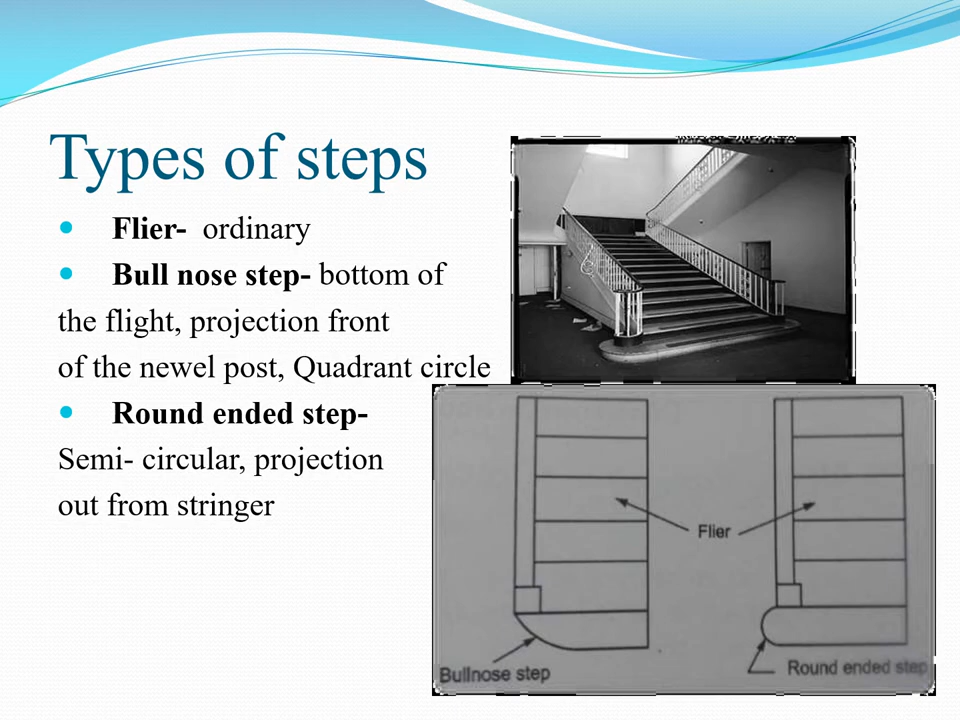 Types of steps
Flier- ordinary
Bull nose step- bottom of
the flight, projection front
of the newel post, Quadrant circle
Round ended step-
Semi- circular, projection
out from stringer
Flier
Bullnose step
Round ended step